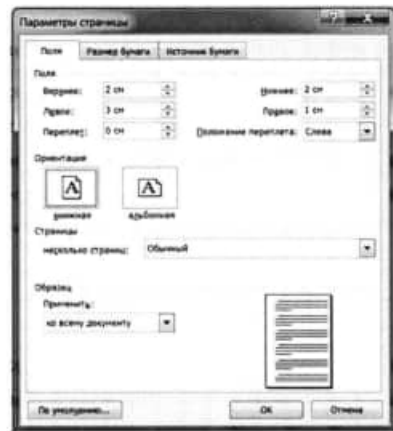 Параметры страницы
Поля Размер бумаги Источник бумаги
Поля
Верхнее: 2 см Нижнее: 2 см
Левое: 3 см Правое: 1 см
Переплет: 0 см Положение переплета: Слева
Ориентация
А А
книжная альбомная
Страницы
несколько страниц: Обычный
Образец
Применить:
ко всему документу
По умолчанию... ОК Отмена